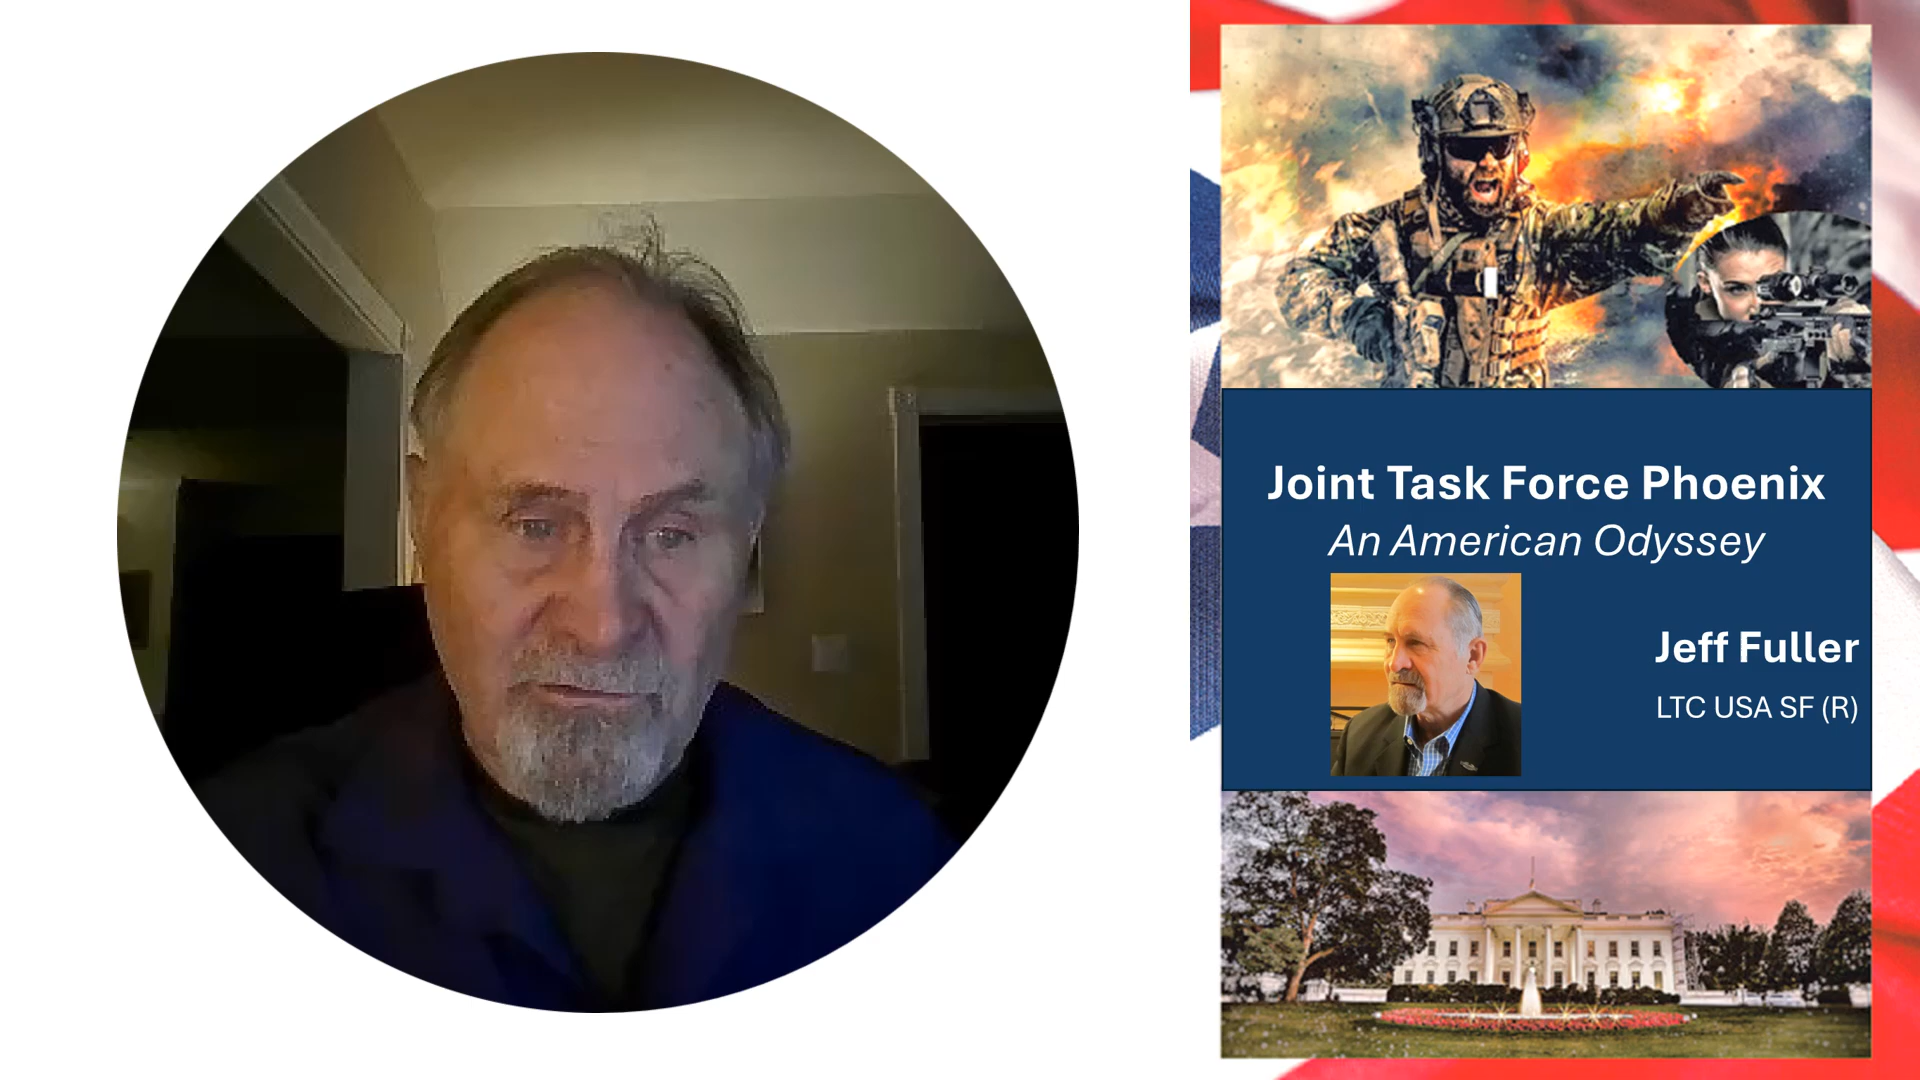 Joint Task Force Phoenix
An American Odyssey
Jeff Fuller
LTC USA SF (R)